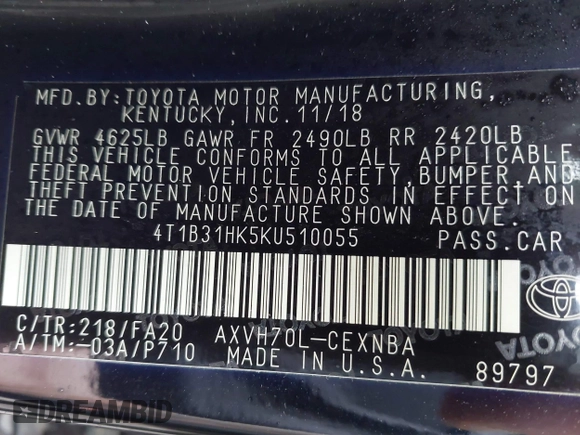 MFD.BY:TOYOTA MOTOR MANUFACTURING,
KENTUCKY, INC. 11/18
GVWR 4625LB GAWR FR 2490LB RR 2420LB
THIS VEHICLE CONFORMS TO ALL APPLICABLE
FEDERAL MOTOR VEHICLE SAFETY, BUMPER, AND
THEFT PREVENTION STANDARDS IN EFFECT ON
THE DATE OF MANUFACTURE SHOWN ABOVE.
4T1B31HK5KU510055 PASS.CAR
C/TR:218/FA20 AXVH70L-CEXNBA
A/TM:-03A/P710 MADE IN U.S.A.
89797
TOYOTA
DREAMBID